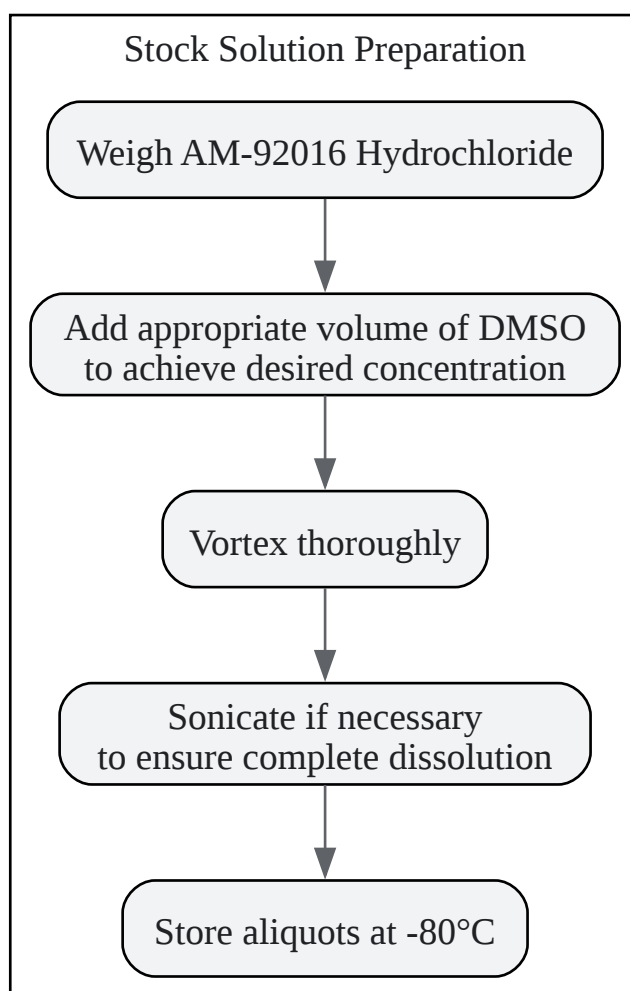 Stock Solution Preparation
Weigh AM-92016 Hydrochloride
Add appropriate volume of DMSO
to achieve desired concentration
Vortex thoroughly
Sonicate if necessary
to ensure complete dissolution
Store aliquots at -80°C